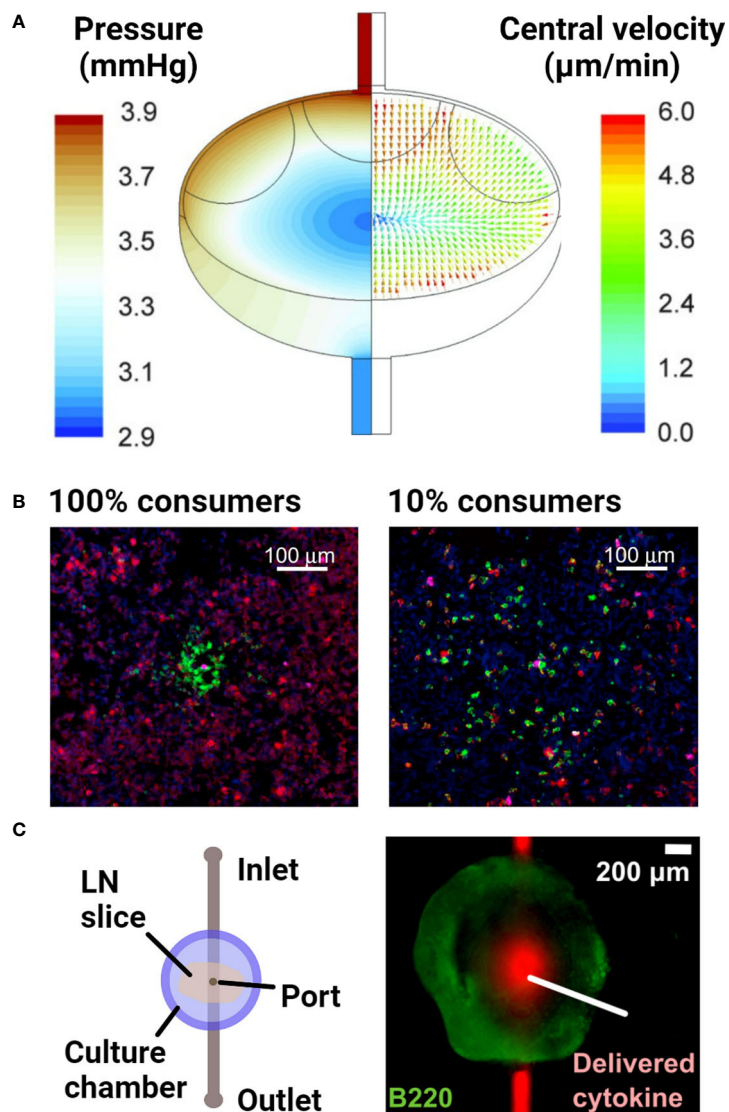 A
Pressure
(mmHg)
Central velocity
(μm/min)
3.9
3.7
3.5
3.3
3.1
2.9
6.0
4.8
3.6
2.4
1.2
0.0
B
100% consumers
10% consumers
100 μm
100 μm
C
LN
slice
Inlet
Port
Culture
chamber
Outlet
200 μm
Delivered
cytokine
B220